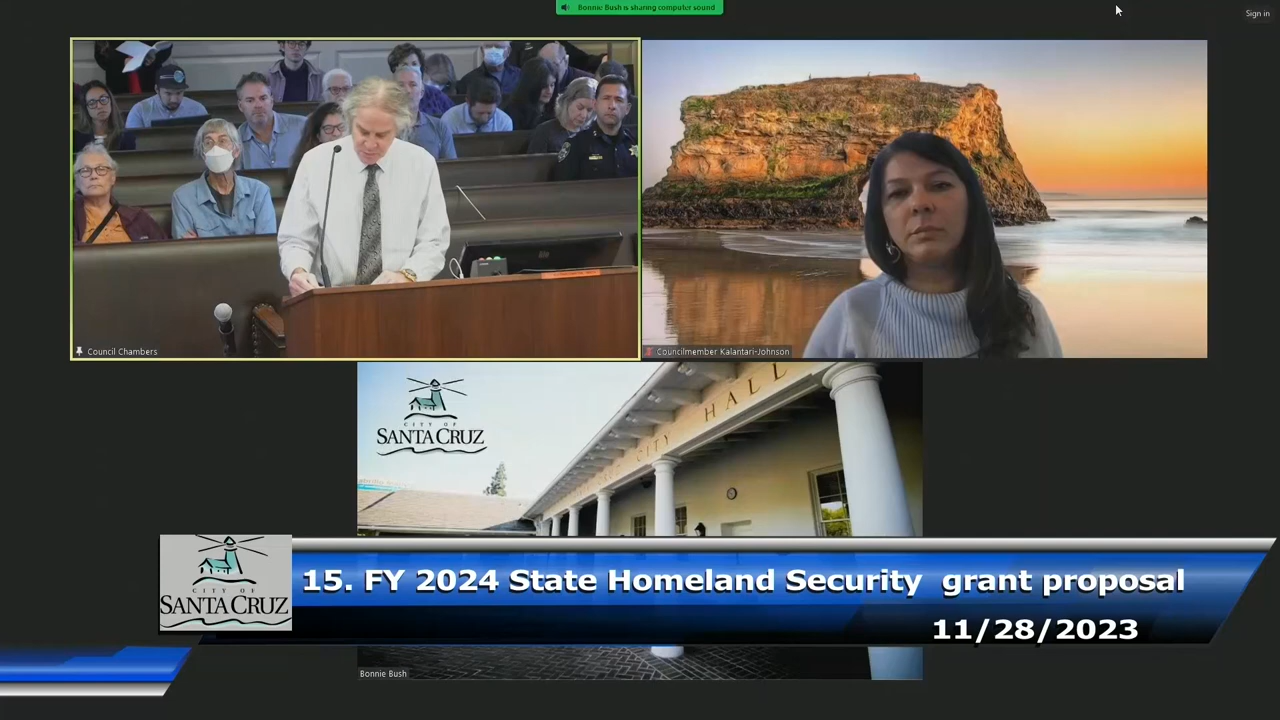 Bonnie Bush is sharing computer sound
Sign in
Council Chambers
Councilmember Kalantari-Johnson
CITY OF
SANTA CRUZ
CITY HALL
CITY OF
SANTA CRUZ
15. FY 2024 State Homeland Security grant proposal
11/28/2023
Bonnie Bush